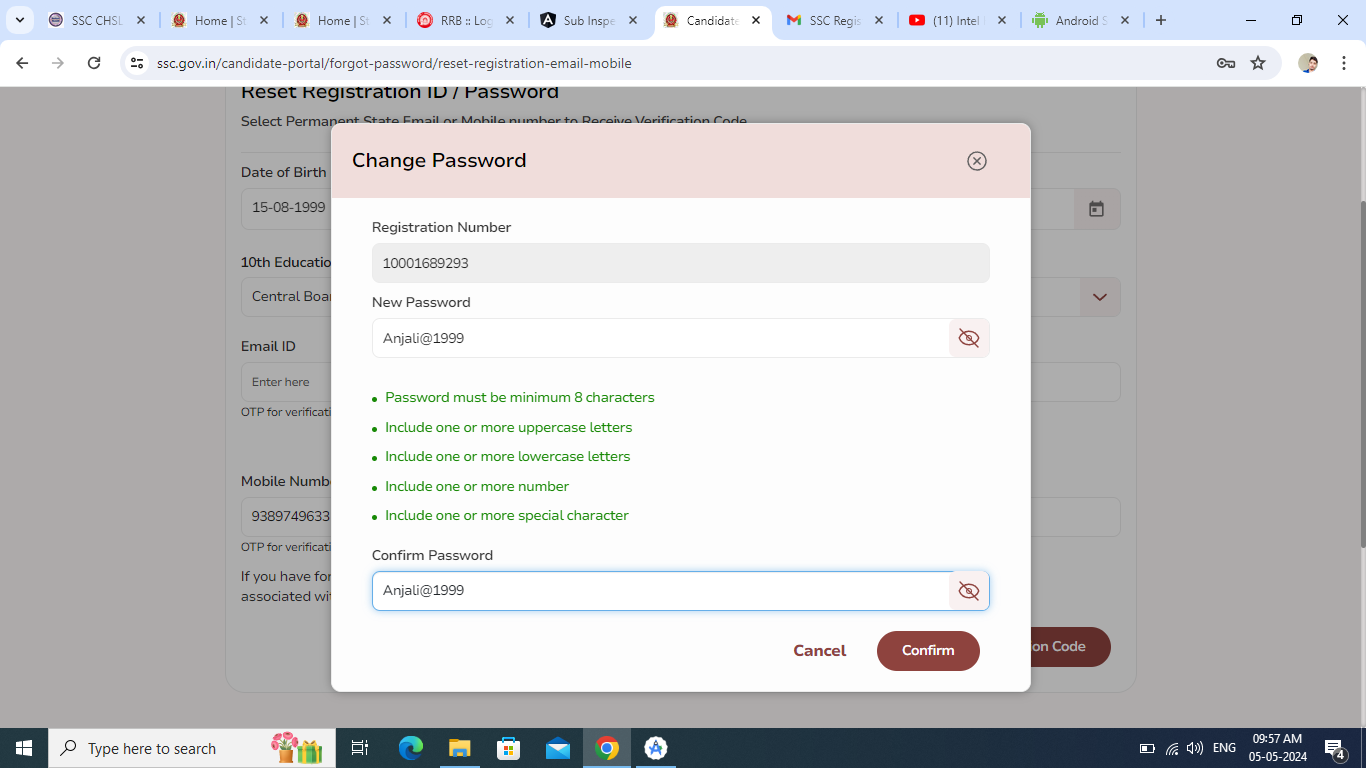 SSC CHSL
Home | St
Home | St
RRB :: Log
Sub Inspe
Candidate
SSC Regis
(11) Intel
Android S
ssc.gov.in/candidate-portal/forgot-password/reset-registration-email-mobile
Reset Registration ID / Password
Select Permanent State Email or Mobile number to Receive Verification Code
Change Password
Date of Birth
15-08-1999
Registration Number
10001689293
10th Educatio
Central Boar
New Password
Anjali@1999
Email ID
Enter here
OTP for verificati
Password must be minimum 8 characters
Include one or more uppercase letters
Include one or more lowercase letters
Include one or more number
Include one or more special character
Mobile Numbe
9389749633
OTP for verificati
Confirm Password
Anjali@1999
If you have for
associated wi
Cancel
Confirm
on Code
Type here to search
ENG
09:57 AM
05-05-2024
4